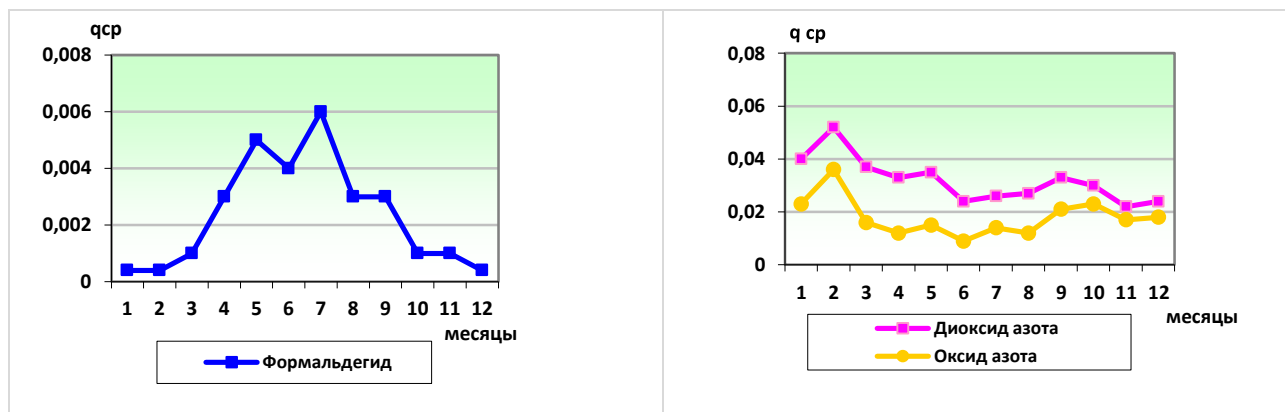 qср
0,008
0,006
0,004
0,002
0
1 2 3 4 5 6 7 8 9 10 11 12
месяцы
Формальдегид
q ср
0,08
0,06
0,04
0,02
0
1 2 3 4 5 6 7 8 9 10 11 12
месяцы
Диоксид азота
Оксид азота